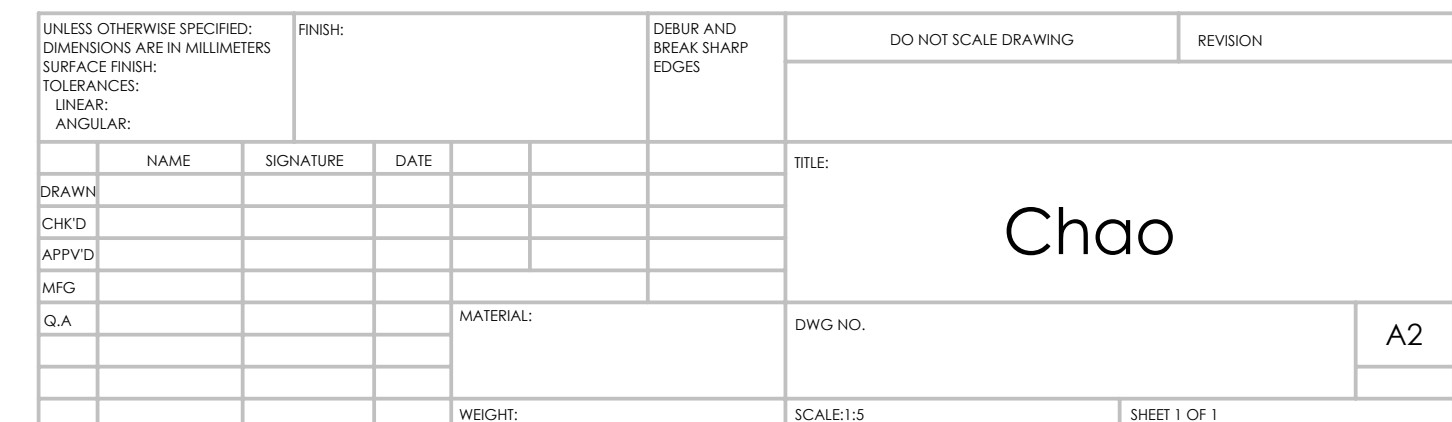 UNLESS OTHERWISE SPECIFIED:
DIMENSIONS ARE IN MILLIMETERS
SURFACE FINISH:
TOLERANCES:
LINEAR:
ANGULAR:
FINISH:
DEBUR AND
BREAK SHARP
EDGES
DO NOT SCALE DRAWING
REVISION
NAME
SIGNATURE
DATE
DRAWN
CHK'D
APPV'D
MFG
Q.A
TITLE:
Chao
MATERIAL:
DWG NO.
A2
WEIGHT:
SCALE:1:5
SHEET 1 OF 1